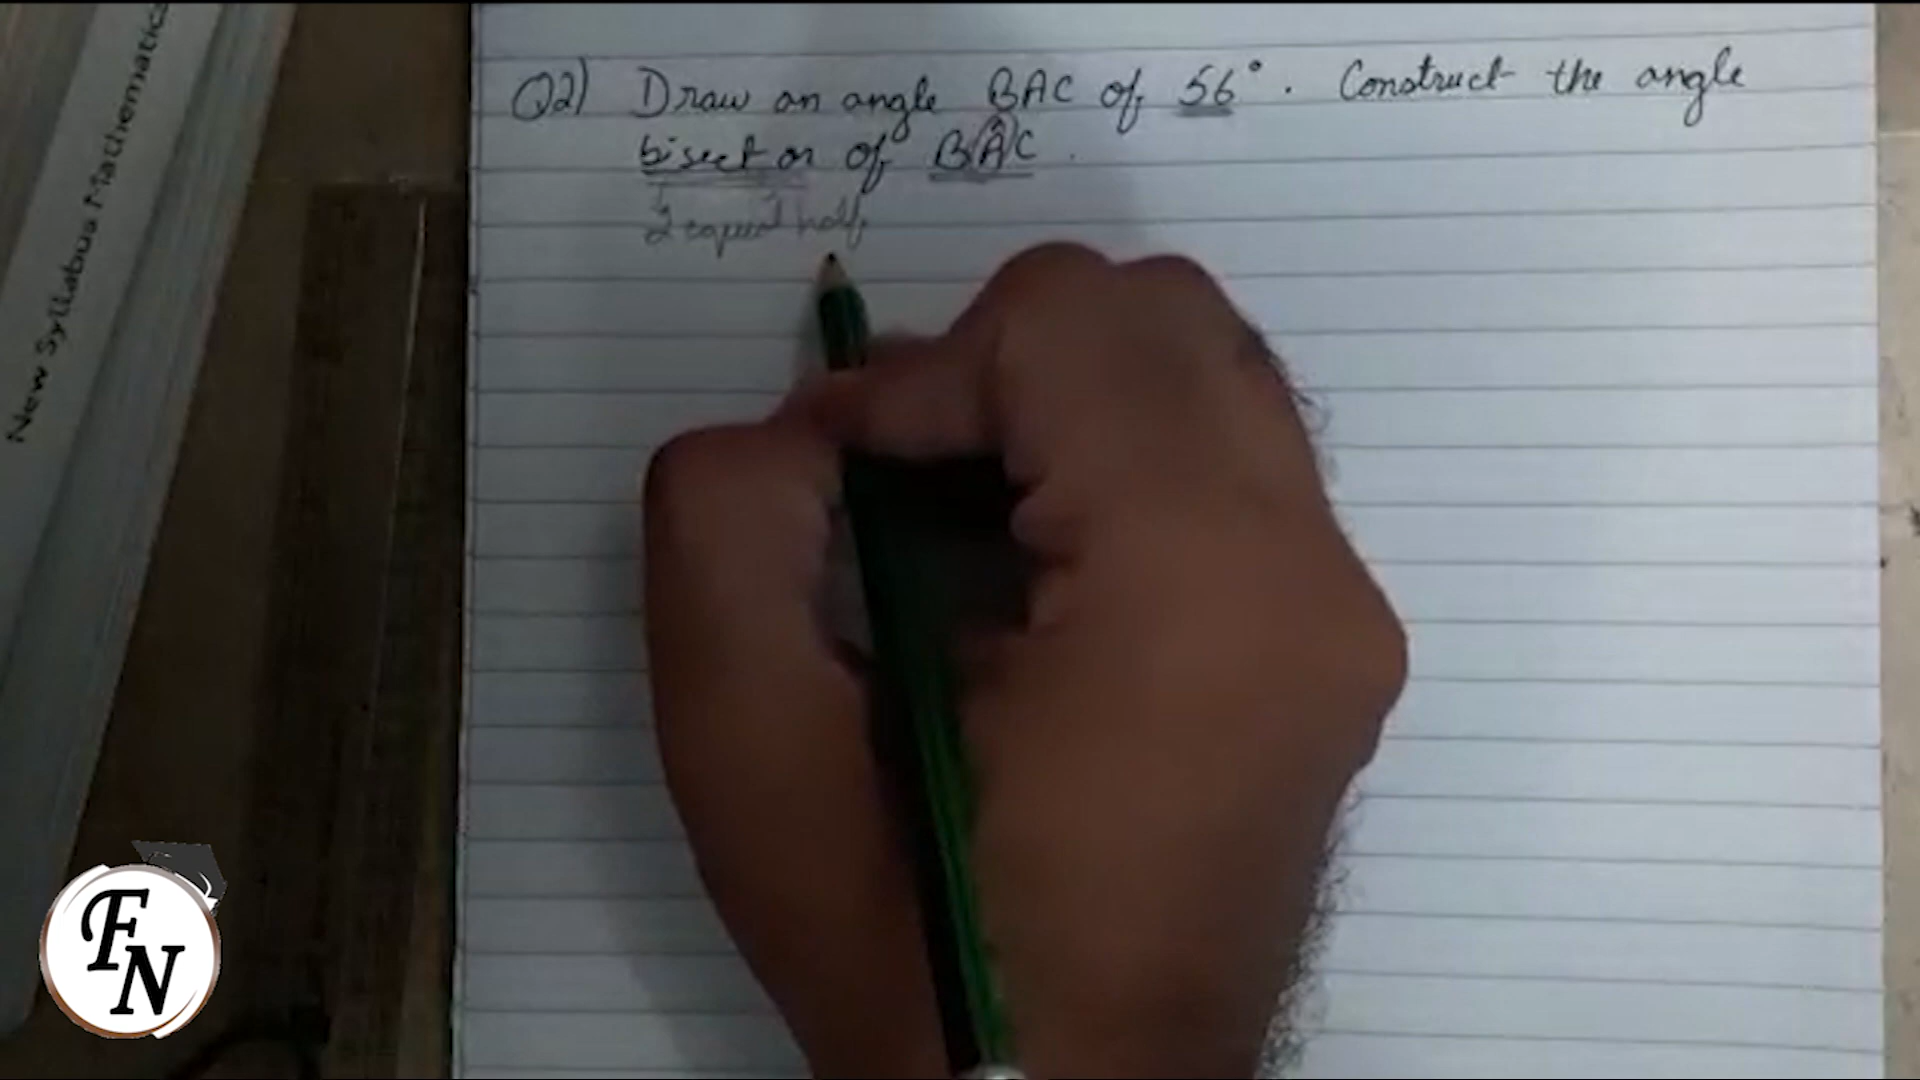 New Syllabus Mathematics
Q2) Draw an angle BAC of 56°. Construct the angle
bisector of BÂC.
2 equal half
FN